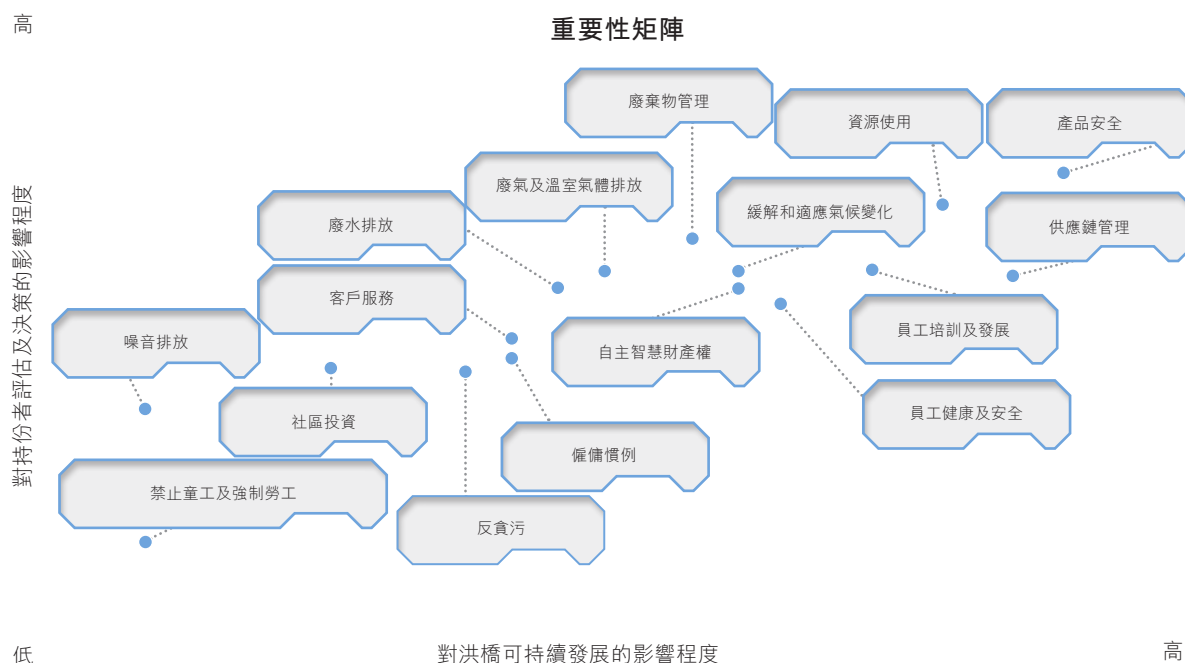 高
重要性矩陣
廢棄物管理
資源使用
產品安全
廢氣及溫室氣體排放
緩解和適應氣候變化
廢水排放
供應鏈管理
客戶服務
對持份者評估及決策的影響程度
噪音排放
員工培訓及發展
自主智慧財產權
社區投資
員工健康及安全
僱傭慣例
禁止童工及強制勞工
反貪污
低
對洪橋可持續發展的影響程度
高